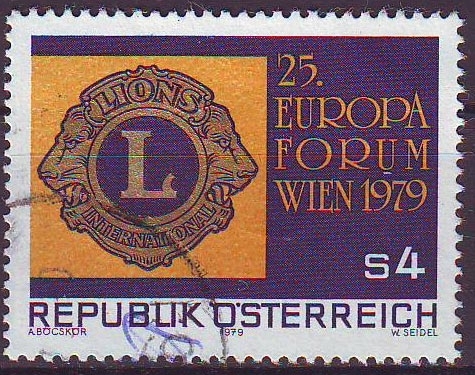 LIONS
L
INTERNATIONAL
25.
EUROPA
FORUM
WIEN 1979
S4
REPUBLIK ÖSTERREICH
A.BÖCSKÖR 1979 W. SEIDEL